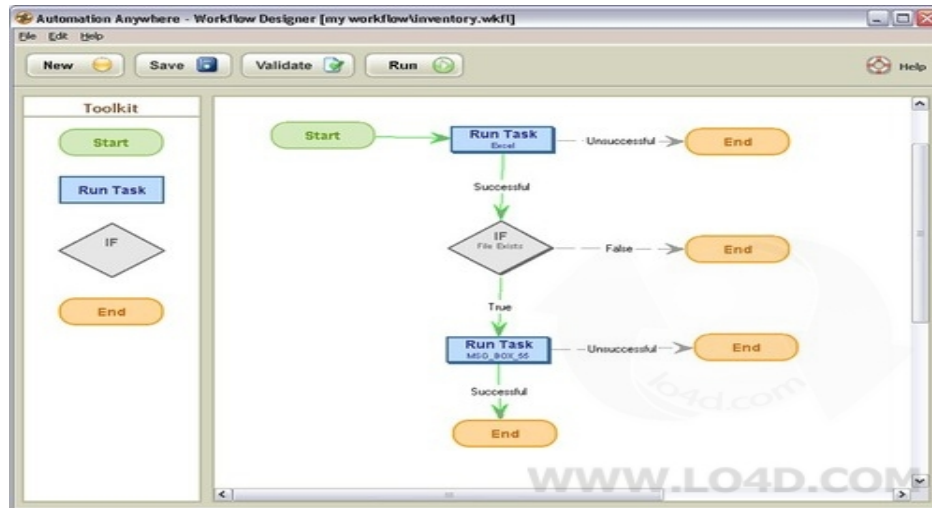 Automation Anywhere - Workflow Designer [my workflow\inventory.wkfl]
File Edit Help
New Save Validate Run Help
Toolkit
Start
Run Task
IF
End
Start
Run Task
Excel
Unsuccessful
End
Successful
IF
File Exists
False
End
True
Run Task
MSG_BOX_55
Unsuccessful
End
Successful
End
lo4d.com
WWW.LO4D.COM